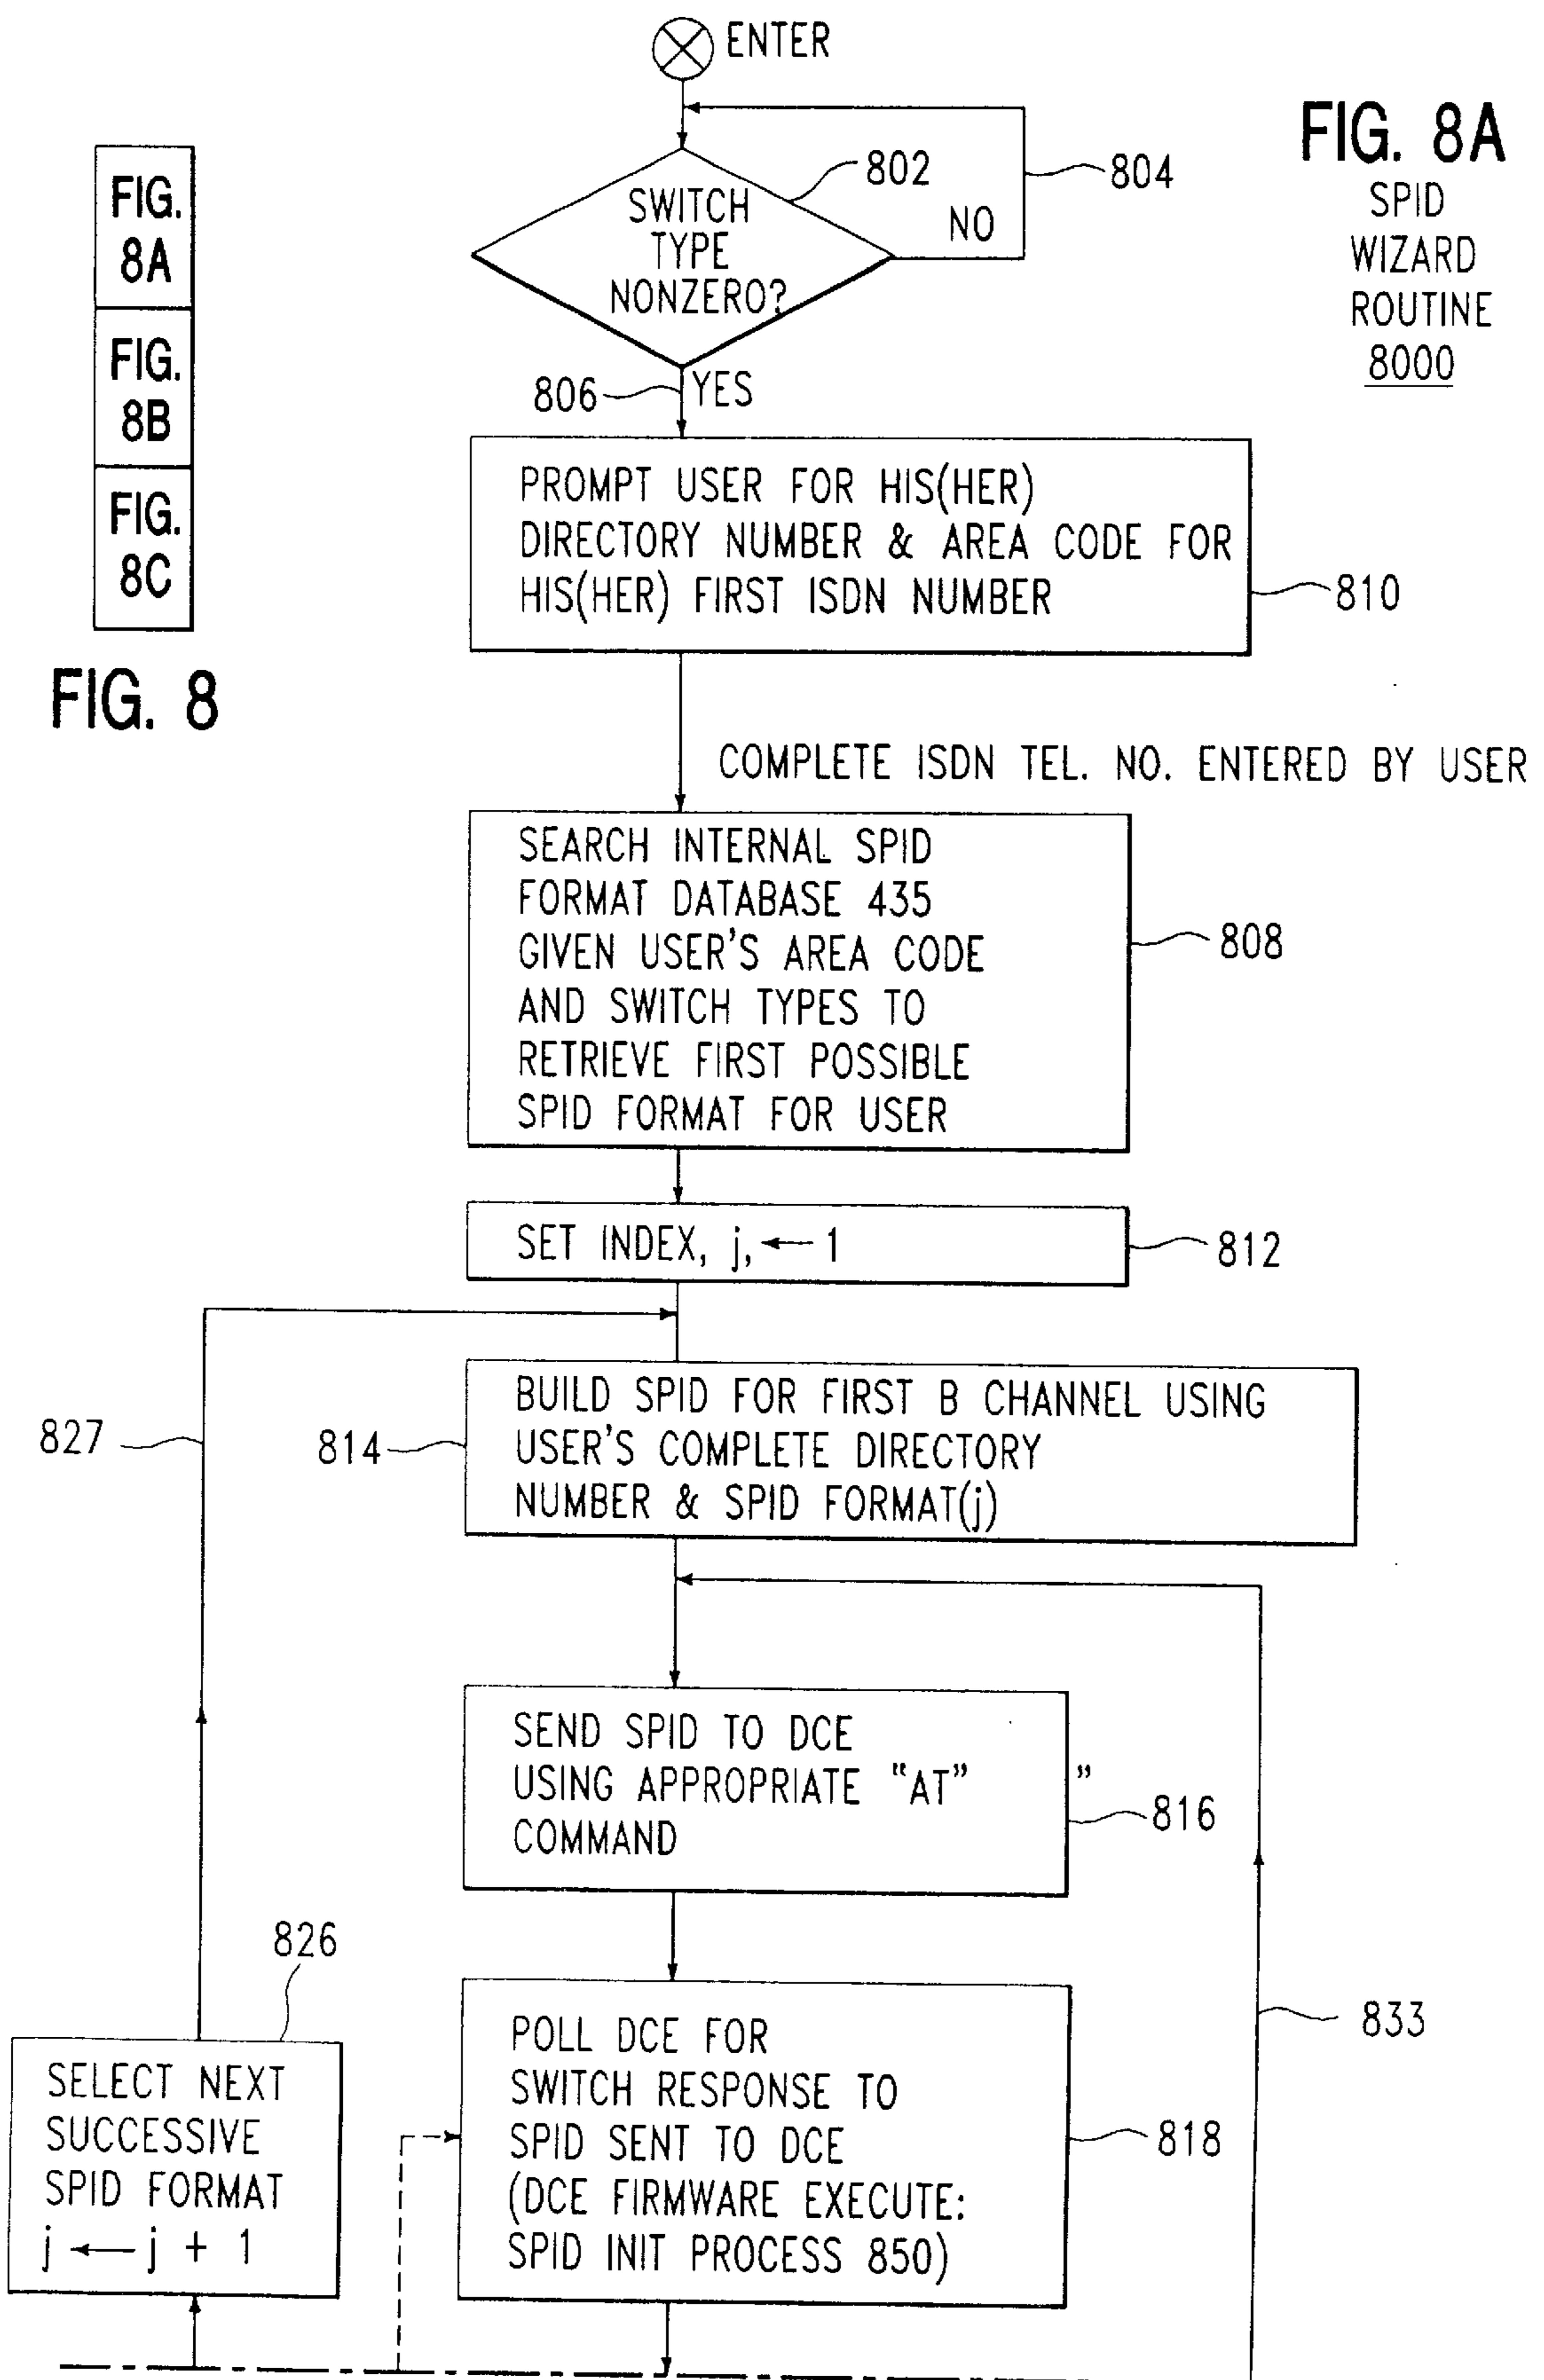 ENTER
FIG. 8A
SPID
WIZARD
ROUTINE
8000
FIG.
8A
FIG.
8B
FIG.
8C
FIG. 8
802
804
SWITCH
TYPE
NONZERO?
NO
806
YES
PROMPT USER FOR HIS(HER)
DIRECTORY NUMBER & AREA CODE FOR
HIS(HER) FIRST ISDN NUMBER
810
COMPLETE ISDN TEL. NO. ENTERED BY USER
SEARCH INTERNAL SPID
FORMAT DATABASE 435
GIVEN USER'S AREA CODE
AND SWITCH TYPES TO
RETRIEVE FIRST POSSIBLE
SPID FORMAT FOR USER
808
SET INDEX, j, ← 1
812
827
814
BUILD SPID FOR FIRST B CHANNEL USING
USER'S COMPLETE DIRECTORY
NUMBER & SPID FORMAT(j)
SEND SPID TO DCE
USING APPROPRIATE "AT" "
COMMAND
816
826
SELECT NEXT
SUCCESSIVE
SPID FORMAT
j ← j + 1
POLL DCE FOR
SWITCH RESPONSE TO
SPID SENT TO DCE
(DCE FIRMWARE EXECUTE:
SPID INIT PROCESS 850)
818
833